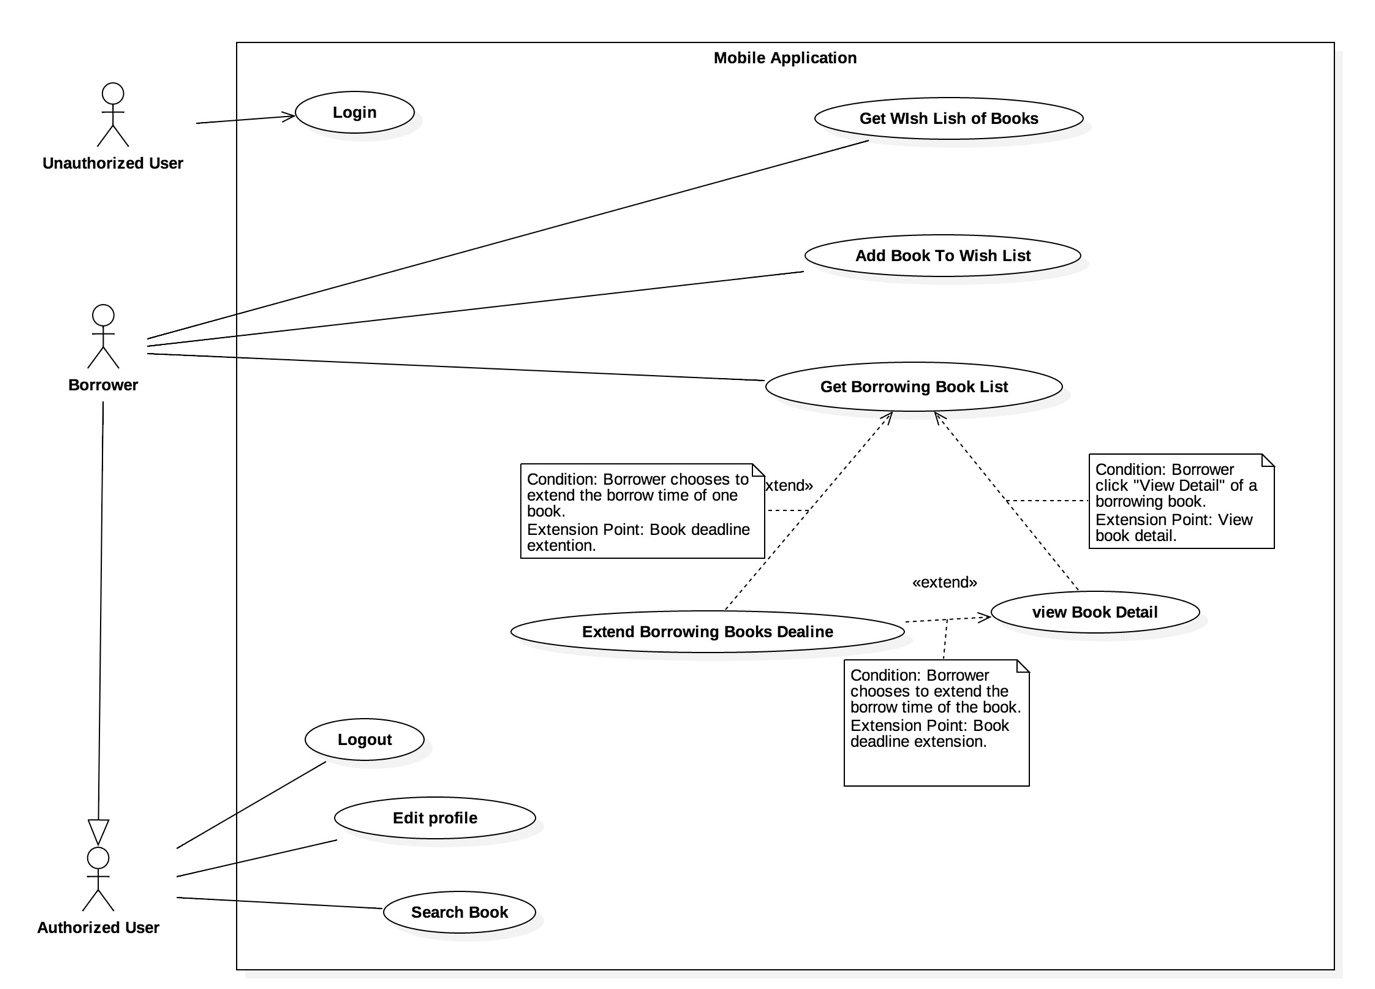 Mobile Application
Login
Get WIsh Lish of Books
Unauthorized User
Add Book To Wish List
Borrower
Get Borrowing Book List
Condition: Borrower chooses to
extend the borrow time of one
book.
Extension Point: Book deadline
extention.
xtend»
Condition: Borrower
click "View Detail" of a
borrowing book.
Extension Point: View
book detail.
«extend»
view Book Detail
Extend Borrowing Books Dealine
Condition: Borrower
chooses to extend the
borrow time of the book.
Extension Point: Book
deadline extension.
Logout
Edit profile
Search Book
Authorized User